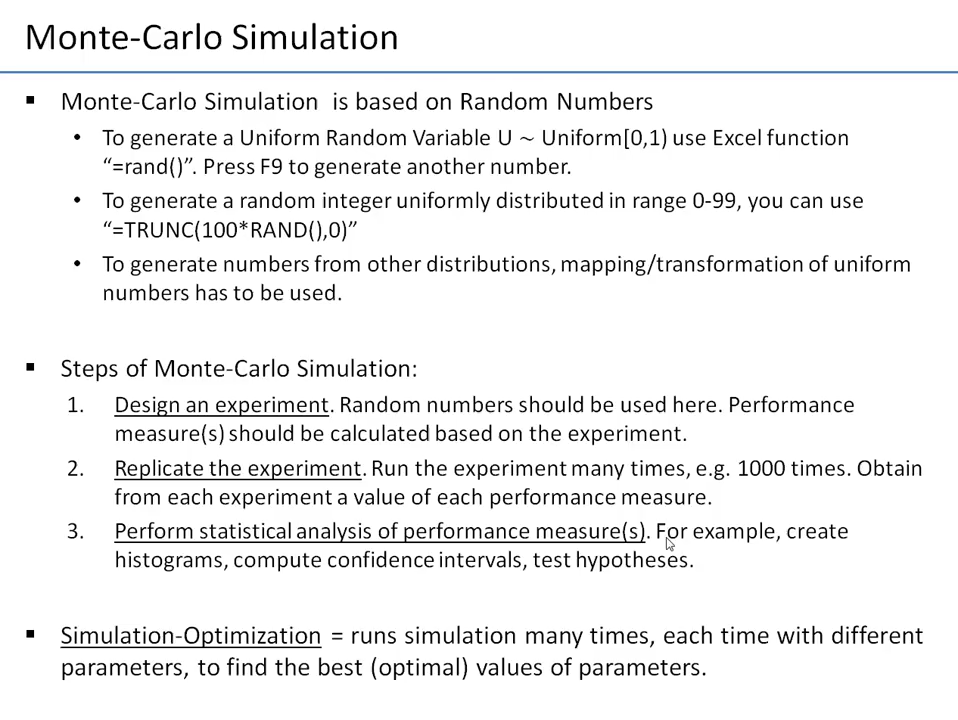 Monte-Carlo Simulation
▪ Monte-Carlo Simulation is based on Random Numbers
• To generate a Uniform Random Variable U ~ Uniform[0,1) use Excel function
“=rand()”. Press F9 to generate another number.
• To generate a random integer uniformly distributed in range 0-99, you can use
“=TRUNC(100*RAND(),0)”
• To generate numbers from other distributions, mapping/transformation of uniform
numbers has to be used.
▪ Steps of Monte-Carlo Simulation:
1. Design an experiment. Random numbers should be used here. Performance
measure(s) should be calculated based on the experiment.
2. Replicate the experiment. Run the experiment many times, e.g. 1000 times. Obtain
from each experiment a value of each performance measure.
3. Perform statistical analysis of performance measure(s). For example, create
histograms, compute confidence intervals, test hypotheses.
▪ Simulation-Optimization = runs simulation many times, each time with different
parameters, to find the best (optimal) values of parameters.